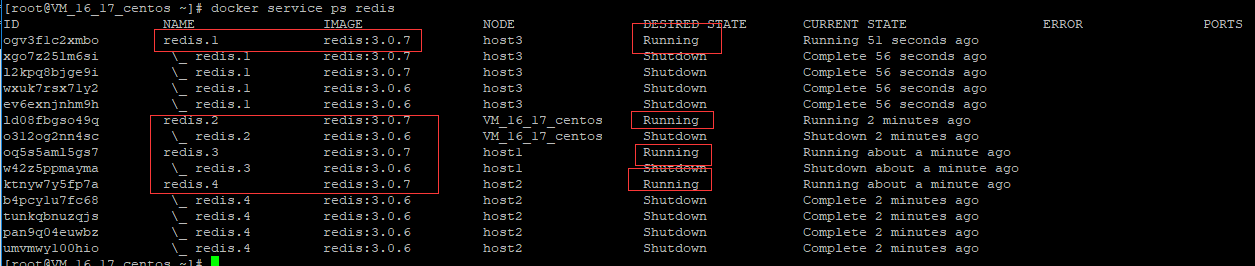 [root@VM_16_17_centos ~]# docker service ps redis
ID NAME IMAGE NODE DESIRED STATE CURRENT STATE ERROR PORTS
ogv3f1c2xmbo redis.1 redis:3.0.7 host3 Running Running 51 seconds ago
xgo7z25lm6si \_ redis.1 redis:3.0.7 host3 Shutdown Complete 56 seconds ago
l2kpq8bjge9i \_ redis.1 redis:3.0.7 host3 Shutdown Complete 56 seconds ago
wxuk7rsx7ly2 \_ redis.1 redis:3.0.6 host3 Shutdown Complete 56 seconds ago
ev6exnjnhm9h \_ redis.1 redis:3.0.6 host3 Shutdown Complete 56 seconds ago
ld08fbgso49q redis.2 redis:3.0.7 VM_16_17_centos Running Running 2 minutes ago
o3l2og2nn4sc \_ redis.2 redis:3.0.6 VM_16_17_centos Shutdown Shutdown 2 minutes ago
oq5s5aml5gs7 redis.3 redis:3.0.7 host1 Running Running about a minute ago
w42z5ppmayma \_ redis.3 redis:3.0.6 host1 Shutdown Shutdown about a minute ago
ktnyw7y5fp7a redis.4 redis:3.0.7 host2 Running Running about a minute ago
b4pcylu7fc68 \_ redis.4 redis:3.0.6 host2 Shutdown Complete 2 minutes ago
tunkqbnuzqjs \_ redis.4 redis:3.0.6 host2 Shutdown Complete 2 minutes ago
pan9q04euwbz \_ redis.4 redis:3.0.6 host2 Shutdown Complete 2 minutes ago
umvmwyl00hio \_ redis.4 redis:3.0.6 host2 Shutdown Complete 2 minutes ago
[root@VM_16_17_centos ~]#